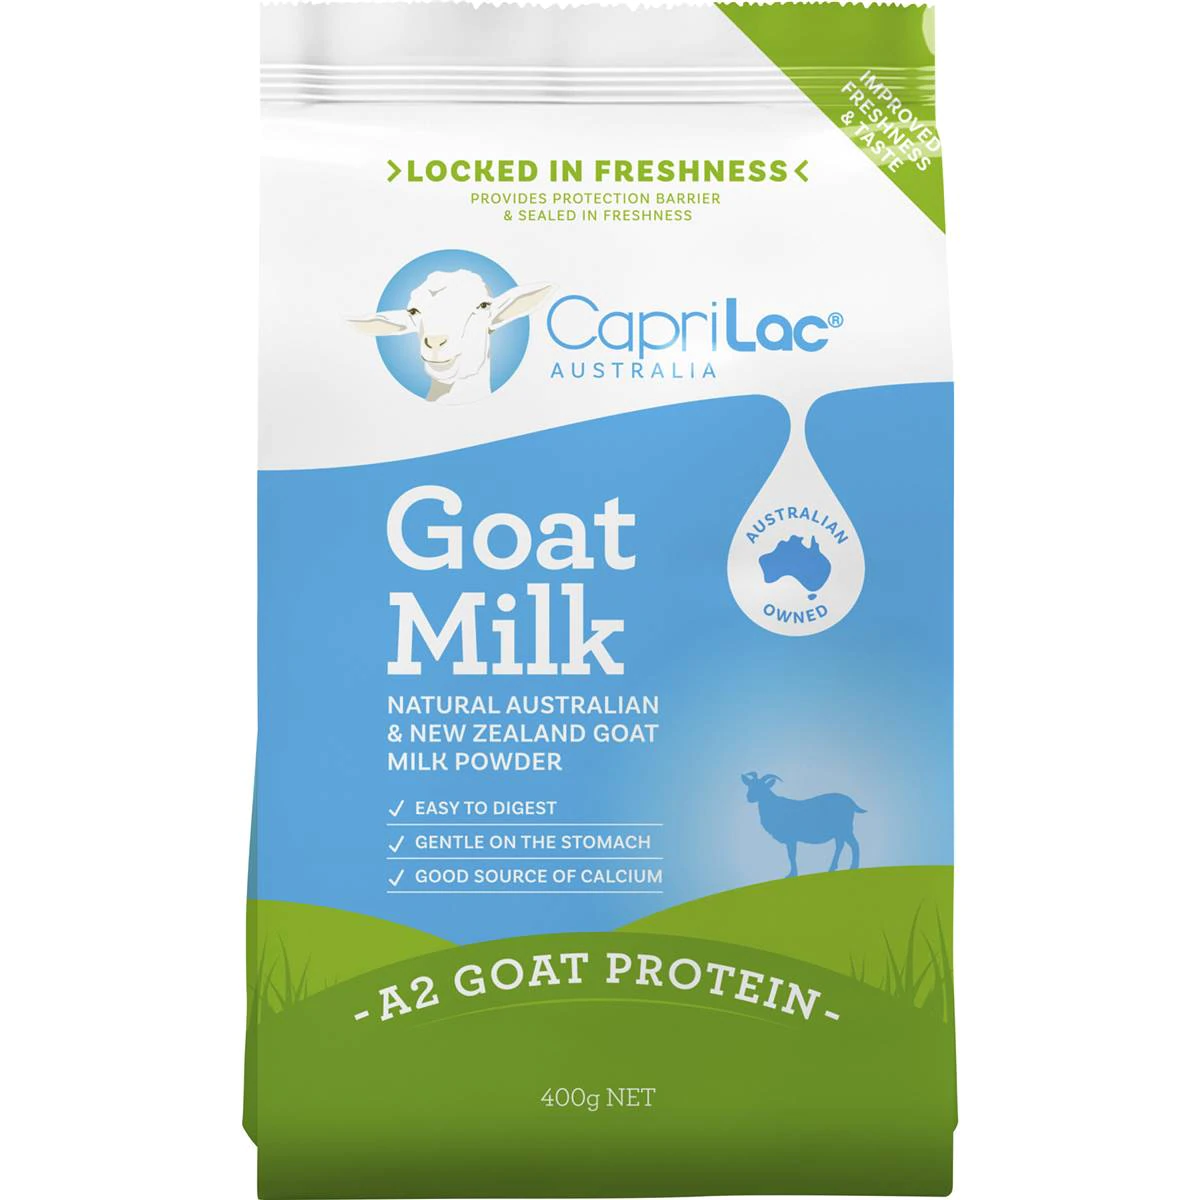 IMPROVED
FRESHNESS
& TASTE
>LOCKED IN FRESHNESS<
PROVIDES PROTECTION BARRIER
& SEALED IN FRESHNESS
CapriLac®
AUSTRALIA
AUSTRALIAN
OWNED
Goat
Milk
NATURAL AUSTRALIAN
& NEW ZEALAND GOAT
MILK POWDER
✓ EASY TO DIGEST
✓ GENTLE ON THE STOMACH
✓ GOOD SOURCE OF CALCIUM
- A2 GOAT PROTEIN -
400g NET